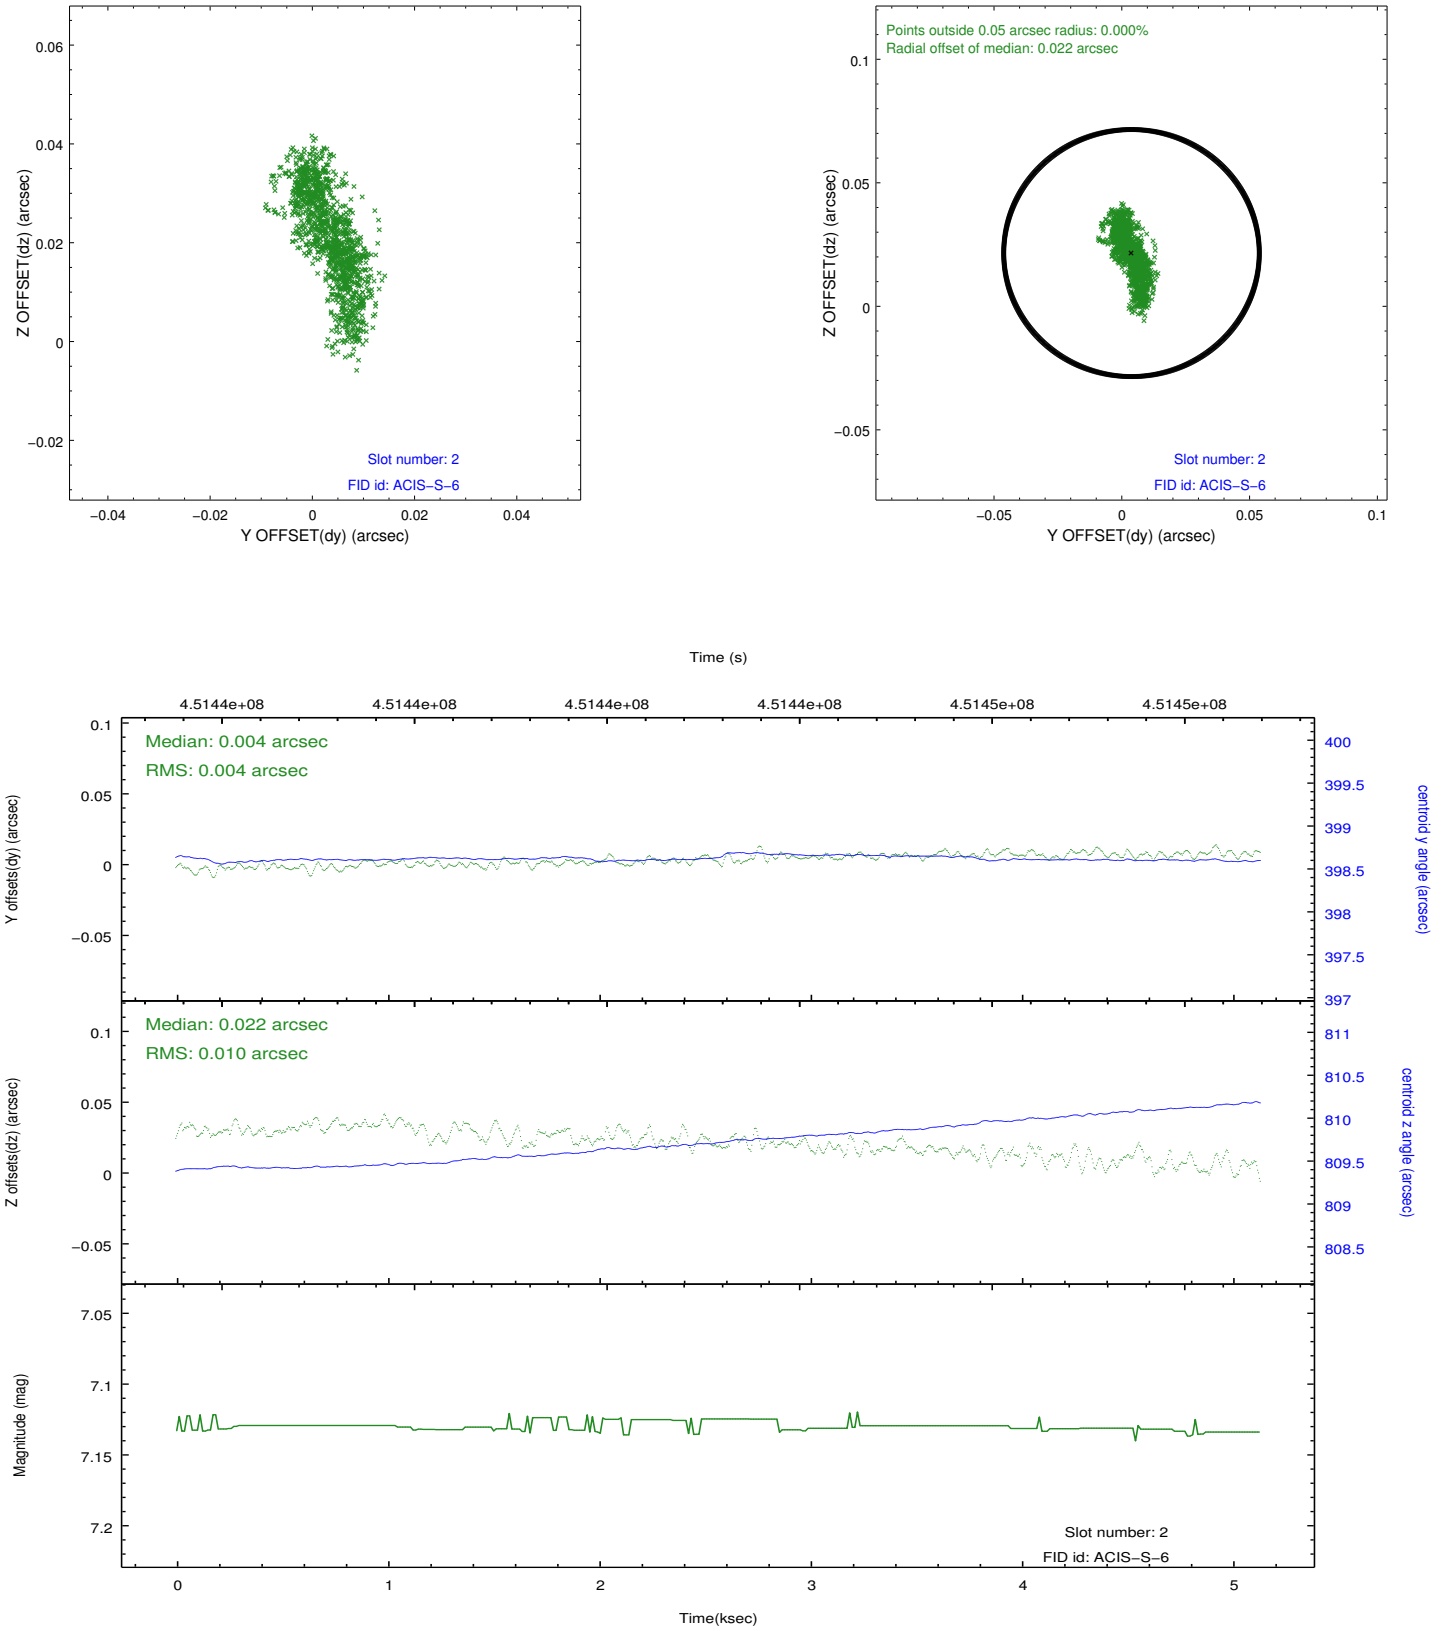 0.06
0.04
0.02
0
−0.02
Z OFFSET(dz) (arcsec)
Slot number: 2
FID id: ACIS−S−6
−0.04
−0.02
0
0.02
0.04
Y OFFSET(dy) (arcsec)
Points outside 0.05 arcsec radius: 0.000%
Radial offset of median: 0.022 arcsec
0.1
0.05
0
−0.05
Z OFFSET(dz) (arcsec)
Slot number: 2
FID id: ACIS−S−6
−0.05
0
0.05
0.1
Y OFFSET(dy) (arcsec)
Time (s)
4.5144e+08
4.5144e+08
4.5144e+08
4.5144e+08
4.5145e+08
4.5145e+08
Median: 0.004 arcsec
RMS: 0.004 arcsec
0.1
0.05
0
−0.05
Y offsets(dy) (arcsec)
400
399.5
399
398.5
398
397.5
397
centroid y angle (arcsec)
Median: 0.022 arcsec
RMS: 0.010 arcsec
0.1
0.05
0
−0.05
Z offsets(dz) (arcsec)
811
810.5
810
809.5
809
808.5
centroid z angle (arcsec)
7.05
7.1
7.15
7.2
Magnitude (mag)
Slot number: 2
FID id: ACIS−S−6
0
1
2
3
4
5
Time(ksec)